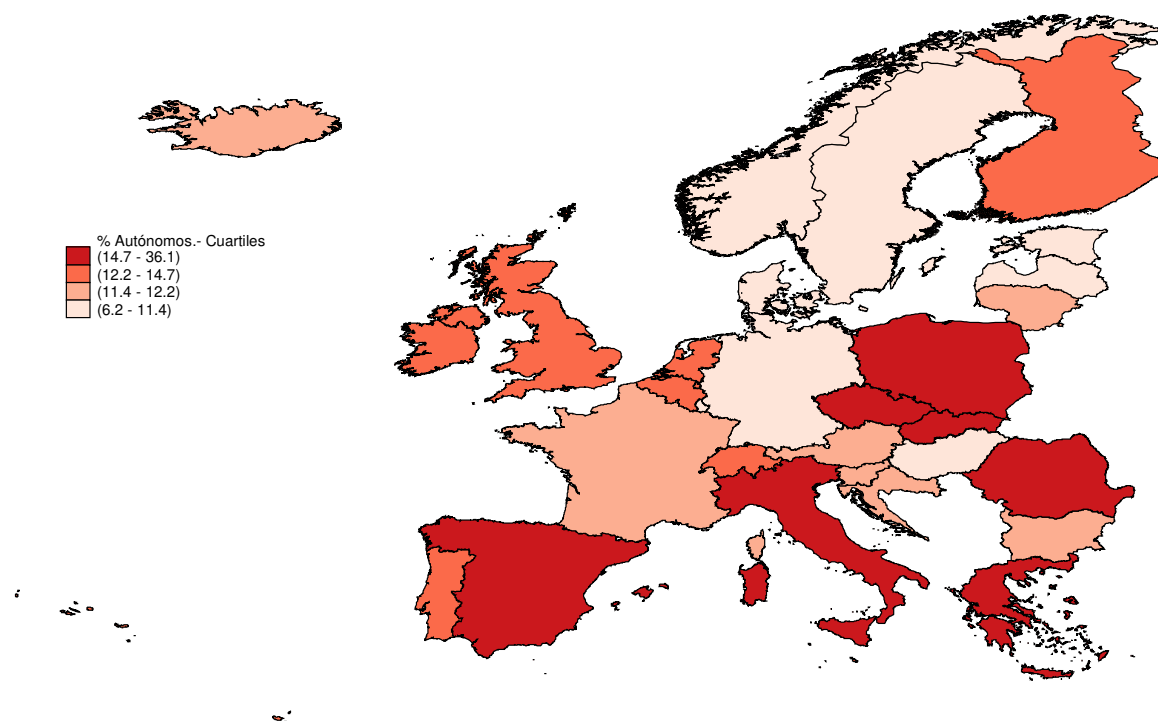 % Autónomos.- Cuartiles
(14.7 - 36.1)
(12.2 - 14.7)
(11.4 - 12.2)
(6.2 - 11.4)